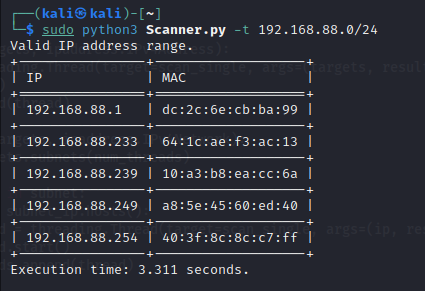 (kali㉿kali)-[~]
$ sudo python3 Scanner.py -t 192.168.88.0/24
Valid IP address range.
IP MAC
192.168.88.1 dc:2c:6e:cb:ba:99
192.168.88.233 64:1c:ae:f3:ac:13
192.168.88.239 10:a3:b8:ea:cc:6a
192.168.88.249 a8:5e:45:60:ed:40
192.168.88.254 40:3f:8c:8c:c7:ff
Execution time: 3.311 seconds.